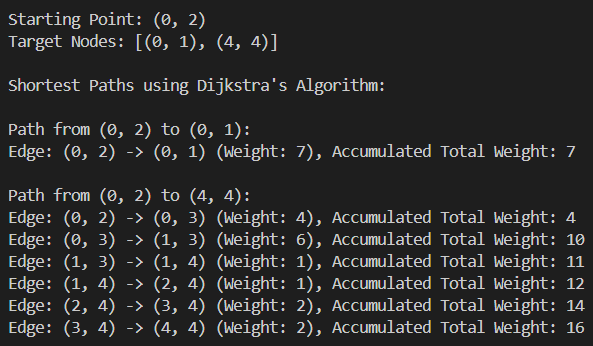 Starting Point: (0, 2)
Target Nodes: [(0, 1), (4, 4)]
Shortest Paths using Dijkstra's Algorithm:
Path from (0, 2) to (0, 1):
Edge: (0, 2) -> (0, 1) (Weight: 7), Accumulated Total Weight: 7
Path from (0, 2) to (4, 4):
Edge: (0, 2) -> (0, 3) (Weight: 4), Accumulated Total Weight: 4
Edge: (0, 3) -> (1, 3) (Weight: 6), Accumulated Total Weight: 10
Edge: (1, 3) -> (1, 4) (Weight: 1), Accumulated Total Weight: 11
Edge: (1, 4) -> (2, 4) (Weight: 1), Accumulated Total Weight: 12
Edge: (2, 4) -> (3, 4) (Weight: 2), Accumulated Total Weight: 14
Edge: (3, 4) -> (4, 4) (Weight: 2), Accumulated Total Weight: 16